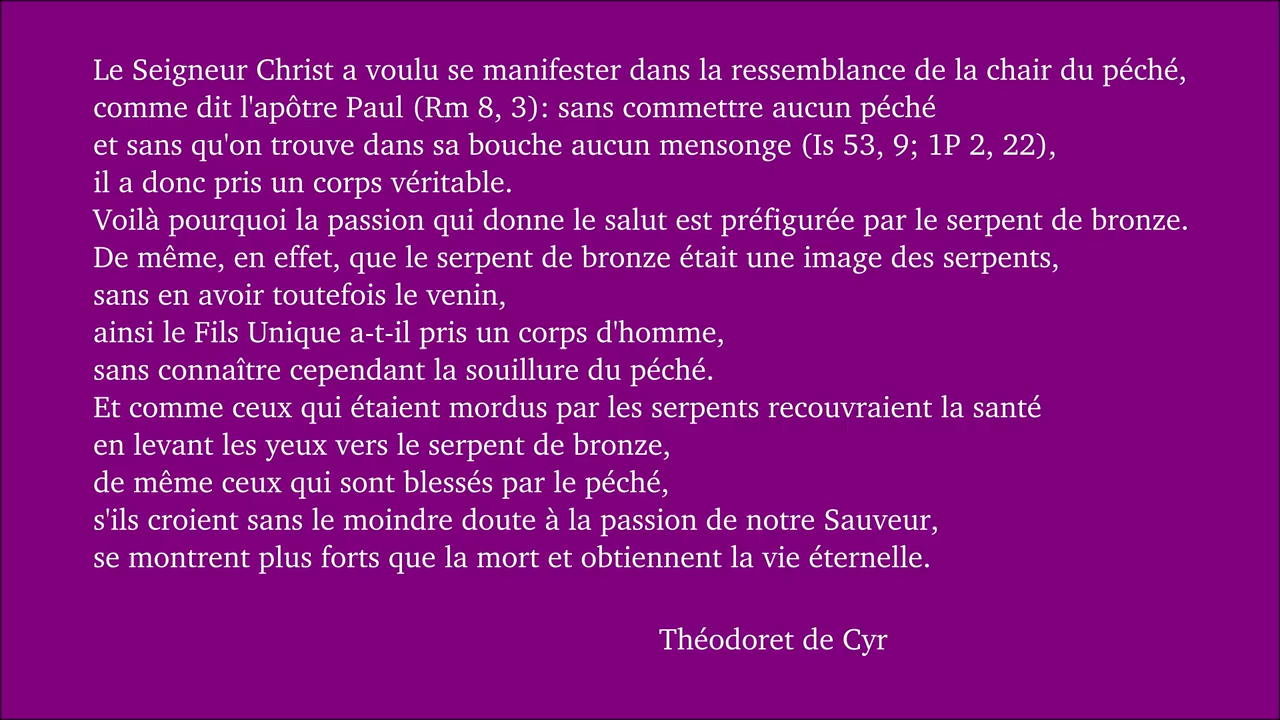 Le Seigneur Christ a voulu se manifester dans la ressemblance de la chair du péché,
comme dit l'apôtre Paul (Rm 8, 3): sans commettre aucun péché
et sans qu'on trouve dans sa bouche aucun mensonge (Is 53, 9; 1P 2, 22),
il a donc pris un corps véritable.
Voilà pourquoi la passion qui donne le salut est préfigurée par le serpent de bronze.
De même, en effet, que le serpent de bronze était une image des serpents,
sans en avoir toutefois le venin,
ainsi le Fils Unique a-t-il pris un corps d'homme,
sans connaître cependant la souillure du péché.
Et comme ceux qui étaient mordus par les serpents recouvraient la santé
en levant les yeux vers le serpent de bronze,
de même ceux qui sont blessés par le péché,
s'ils croient sans le moindre doute à la passion de notre Sauveur,
se montrent plus forts que la mort et obtiennent la vie éternelle.
Théodoret de Cyr